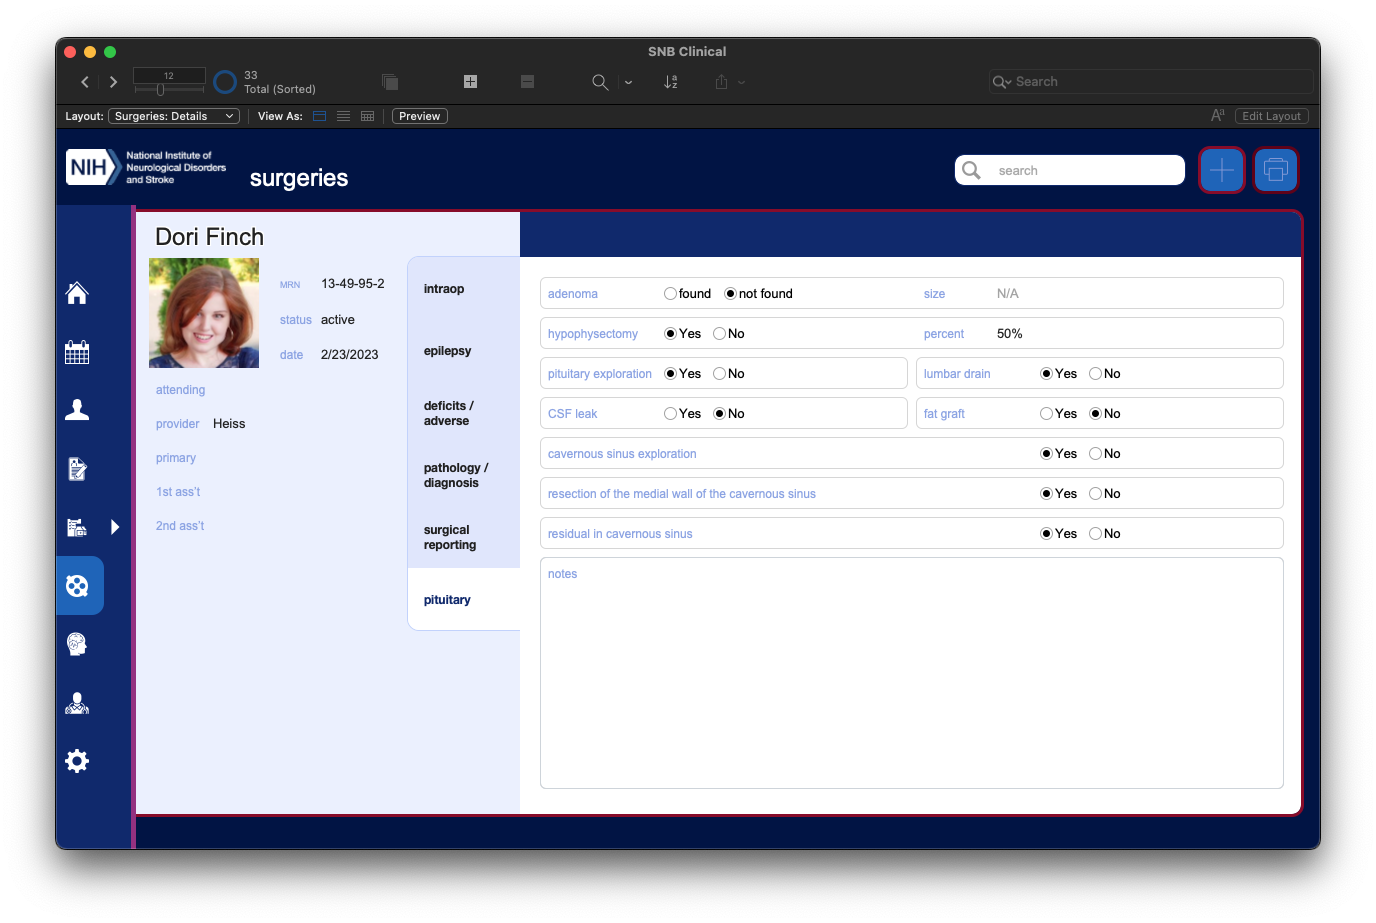 SNB Clinical
12
33
Total (Sorted)
Search
Layout: Surgeries: Details View As: Preview Aa Edit Layout
NIH National Institute of
Neurological Disorders
and Stroke
surgeries
search
Dori Finch
MRN 13-49-95-2
status active
date 2/23/2023
attending
provider Heiss
primary
1st ass't
2nd ass't
intraop
epilepsy
deficits /
adverse
pathology /
diagnosis
surgical
reporting
pituitary
adenoma found not found size N/A
hypophysectomy Yes No percent 50%
pituitary exploration Yes No lumbar drain Yes No
CSF leak Yes No fat graft Yes No
cavernous sinus exploration Yes No
resection of the medial wall of the cavernous sinus Yes No
residual in cavernous sinus Yes No
notes